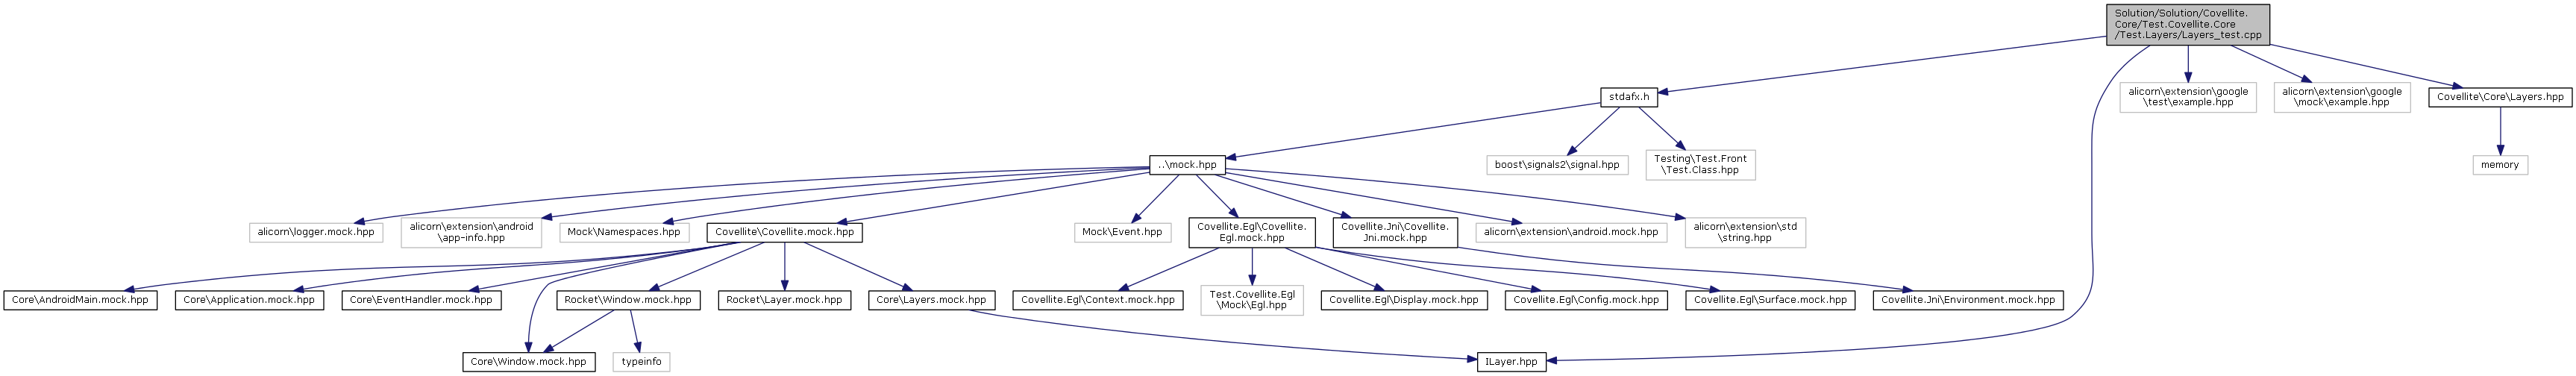 Solution/Solution/Covellite.
Core/Test.Covellite.Core
/Test.Layers/Layers_test.cpp
stdafx.h
alicorn\extension\google
\test\example.hpp
alicorn\extension\google
\mock\example.hpp
Covellite\Core\Layers.hpp
..\mock.hpp
boost\signals2\signal.hpp
Testing\Test.Front
\Test.Class.hpp
memory
alicorn\logger.mock.hpp
alicorn\extension\android
\app-info.hpp
Mock\Namespaces.hpp
Covellite\Covellite.mock.hpp
Mock\Event.hpp
Covellite.Egl\Covellite.
Egl.mock.hpp
Covellite.Jni\Covellite.
Jni.mock.hpp
alicorn\extension\android.mock.hpp
alicorn\extension\std
\string.hpp
Core\AndroidMain.mock.hpp
Core\Application.mock.hpp
Core\EventHandler.mock.hpp
Rocket\Window.mock.hpp
Rocket\Layer.mock.hpp
Core\Layers.mock.hpp
Covellite.Egl\Context.mock.hpp
Test.Covellite.Egl
\Mock\Egl.hpp
Covellite.Egl\Display.mock.hpp
Covellite.Egl\Config.mock.hpp
Covellite.Egl\Surface.mock.hpp
Covellite.Jni\Environment.mock.hpp
Core\Window.mock.hpp
typeinfo
ILayer.hpp